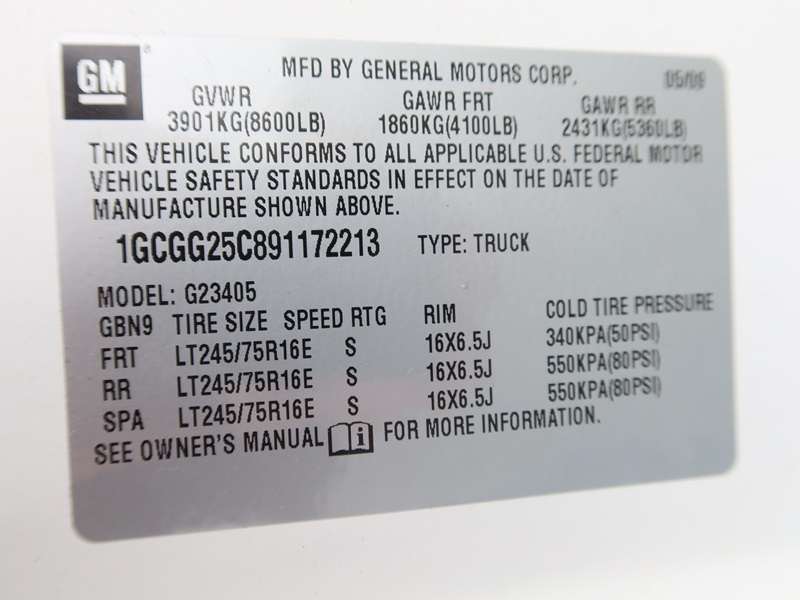 GM®
MFD BY GENERAL MOTORS CORP. 05/09
GVWR GAWR FRT GAWR RR
3901KG(8600LB) 1860KG(4100LB) 2431KG(5360LB)
THIS VEHICLE CONFORMS TO ALL APPLICABLE U.S. FEDERAL MOTOR
VEHICLE SAFETY STANDARDS IN EFFECT ON THE DATE OF
MANUFACTURE SHOWN ABOVE.
1GCGG25C891172213 TYPE: TRUCK
MODEL: G23405
GBN9 TIRE SIZE SPEED RTG RIM COLD TIRE PRESSURE
FRT LT245/75R16E S 16X6.5J 340KPA(50PSI)
RR LT245/75R16E S 16X6.5J 550KPA(80PSI)
SPA LT245/75R16E S 16X6.5J 550KPA(80PSI)
SEE OWNER'S MANUAL i FOR MORE INFORMATION.